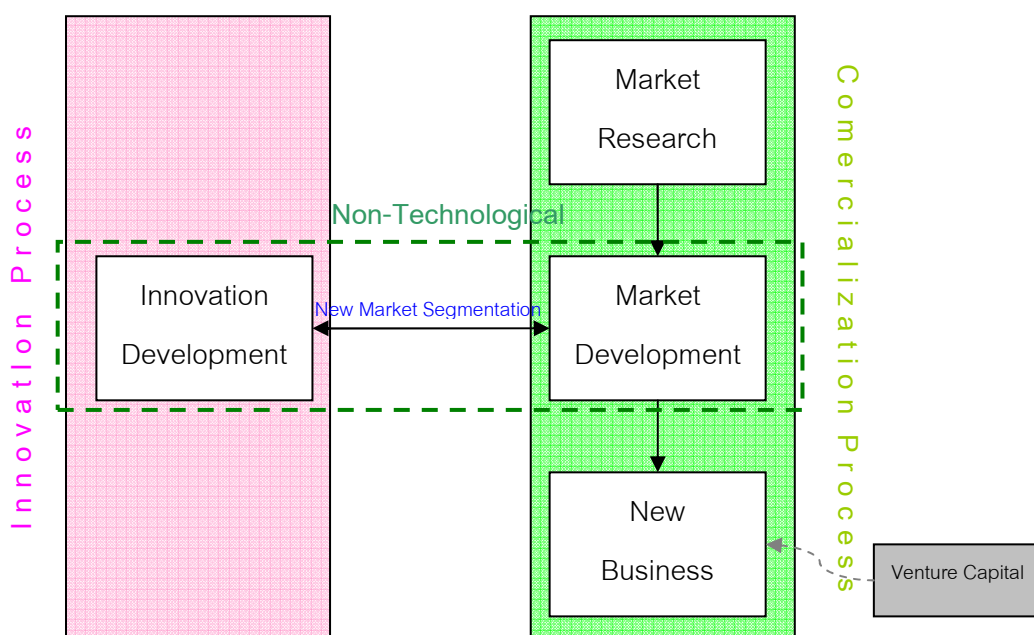 Innovation Process
Market
Research
Comercialization Process
Non-Technological
Innovation
Development
New Market Segmentation
Market
Development
New
Business
Venture Capital